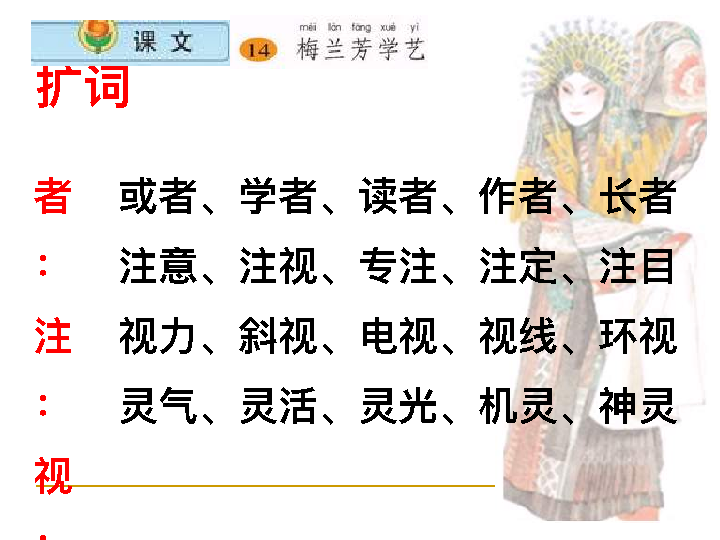 课 文
14
méi lán fāng xué yì
梅兰芳学艺
扩词
者
：
注
：
视
：
或者、学者、读者、作者、长者
注意、注视、专注、注定、注目
视力、斜视、电视、视线、环视
灵气、灵活、灵光、机灵、神灵